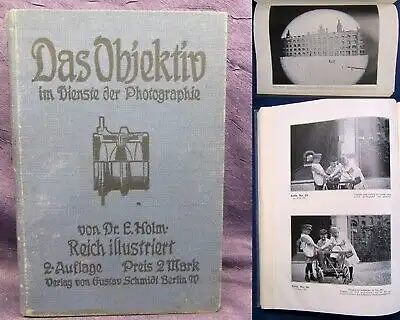 Das Objektiv
im Dienste der Photographie
von Dr. E. Holm.
Reich illustriert
2. Auflage Preis 2 Mark
Verlag von Gustav Schmidt Berlin W